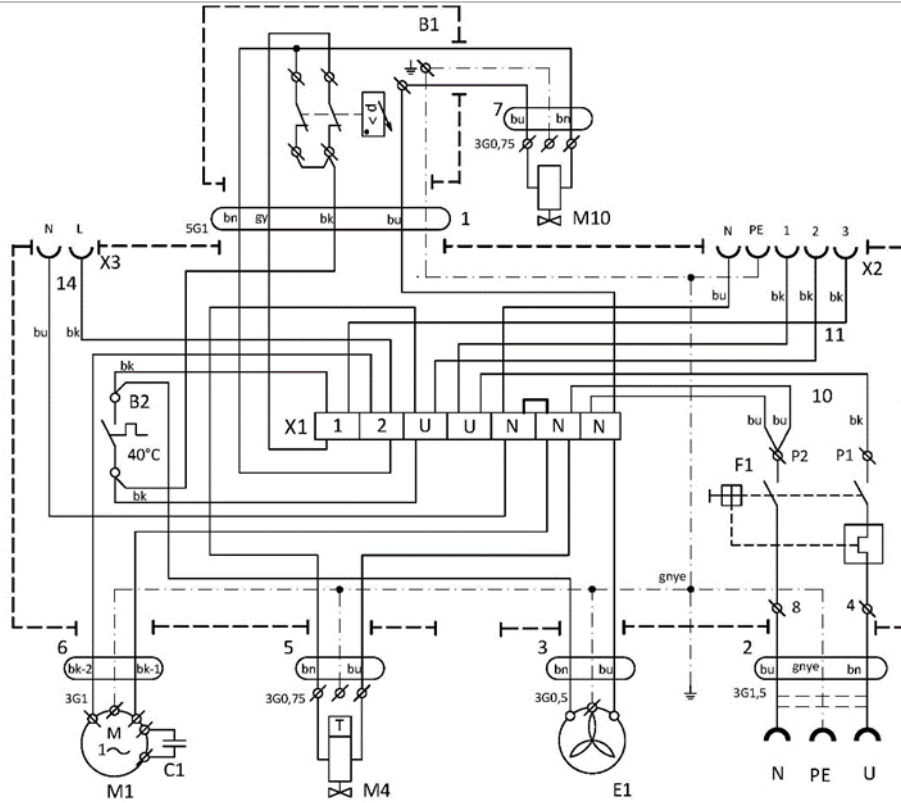 B1
< d
7 bu bn
3G0,75
M10
bn gy bk bu 1
5G1
N L
X3
14
N PE 1 2 3
X2
bu bk bk bk
bu bk
11
bk
B2
40°C
bk
X1 1 2 U U N N N
10
bu bu bk
F1 P2 P1
gnye
8 4
6 bk-2 bk-1
3G1
5 bn bu
3G0,75
3 bn bu
3G0,5
2 bu gnye bn
3G1,5
M
1~
C1
M1
T
M4
E1
N PE U